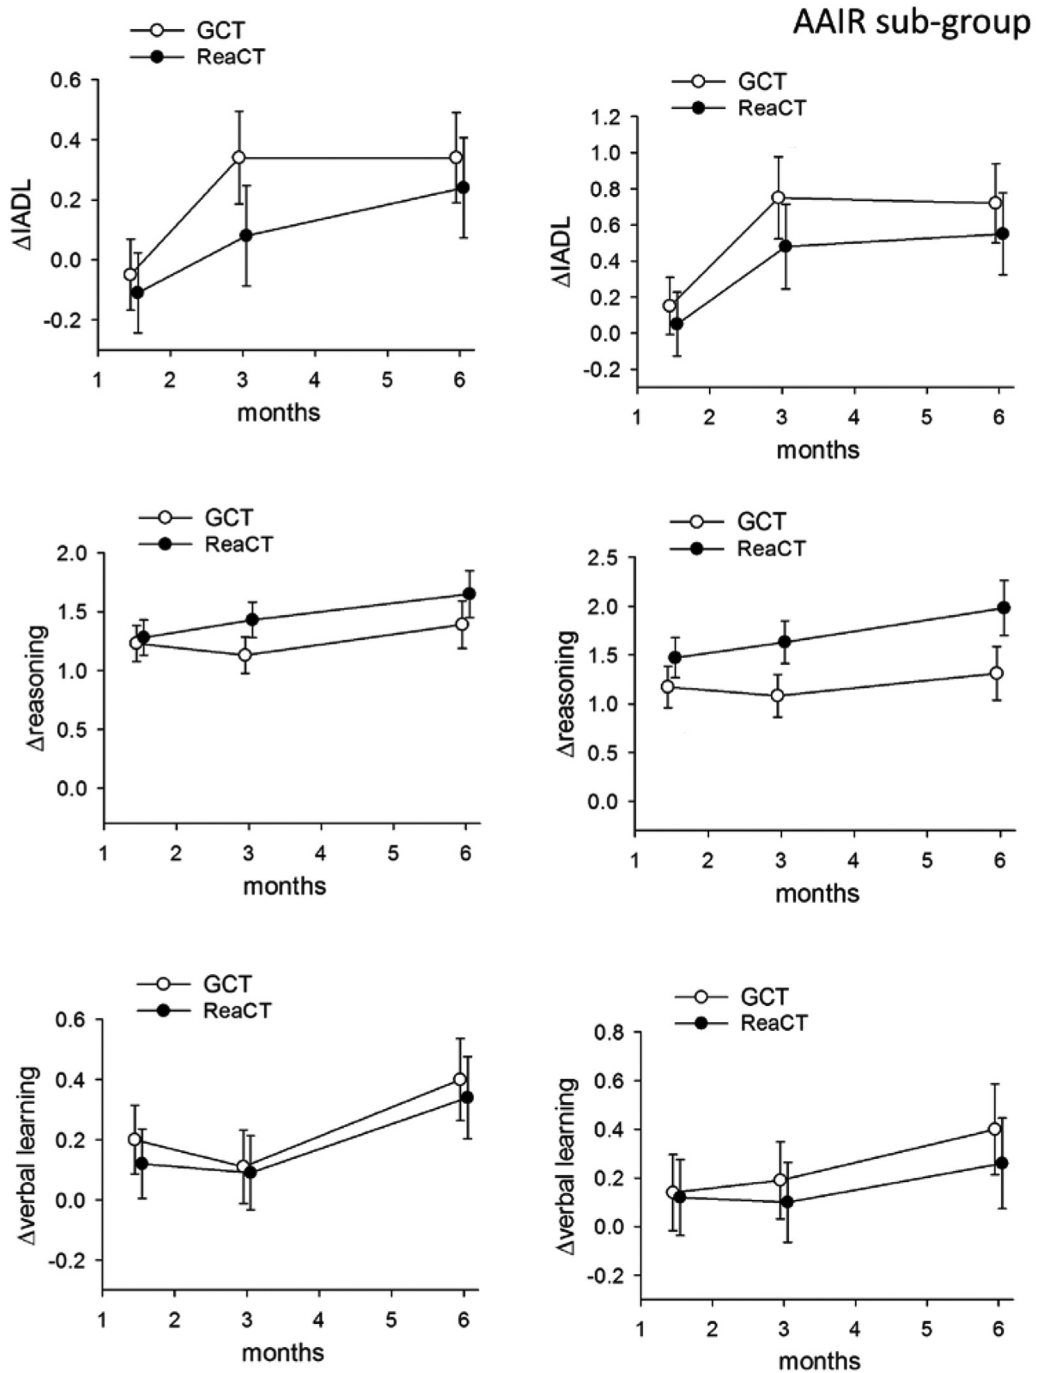 AAIR sub-group
GCT
ReaCT
0.6
0.4
0.2
0.0
-0.2
ΔIADL
1 2 3 4 5 6
months
GCT
ReaCT
1.2
1.0
0.8
0.6
0.4
0.2
0.0
-0.2
ΔIADL
1 2 3 4 5 6
months
GCT
ReaCT
2.0
1.5
1.0
0.5
0.0
Δreasoning
1 2 3 4 5 6
months
GCT
ReaCT
2.5
2.0
1.5
1.0
0.5
0.0
Δreasoning
1 2 3 4 5 6
months
GCT
ReaCT
0.6
0.4
0.2
0.0
-0.2
Δverbal learning
1 2 3 4 5 6
months
GCT
ReaCT
0.8
0.6
0.4
0.2
0.0
-0.2
Δverbal learning
1 2 3 4 5 6
months